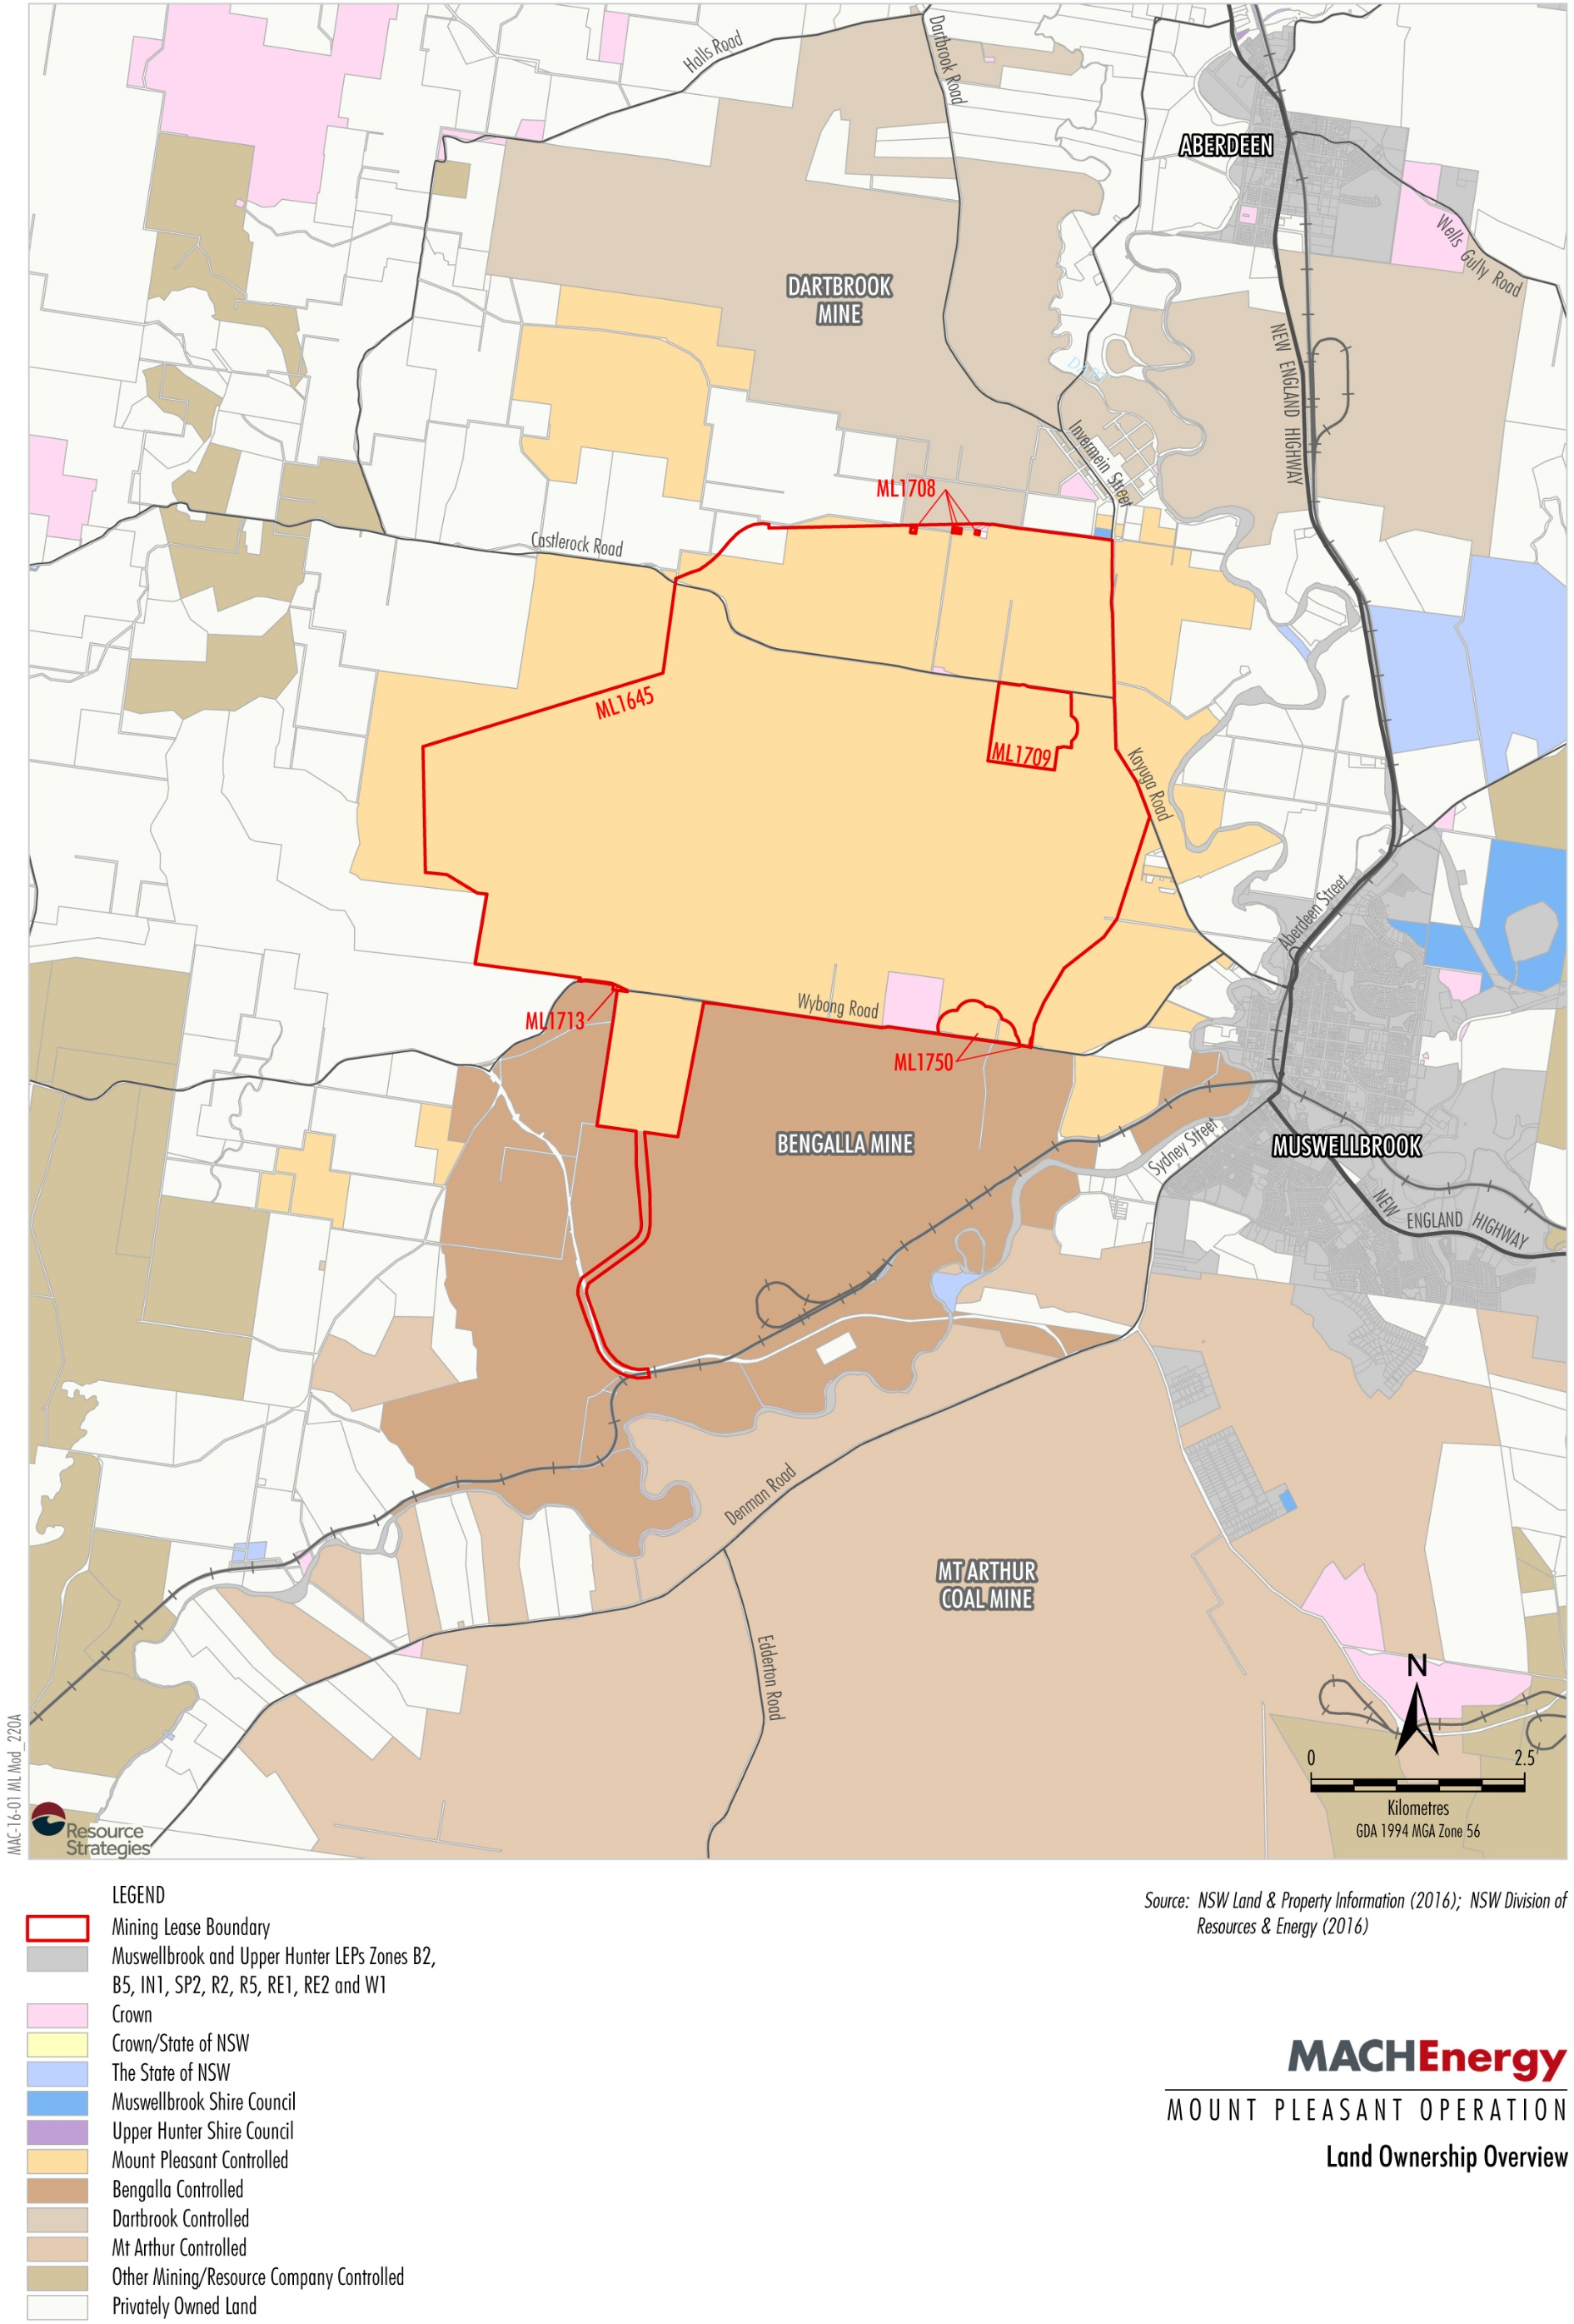 Halls Road
Dartbrook Road
ABERDEEN
Wells Gully Road
DARTBROOK
MINE
NEW ENGLAND HIGHWAY
Invermein Street
ML1708
Castlerock Road
ML1645
ML1709
Kayuga Road
Aberdeen Street
Wybong Road
ML1713
ML1750
BENGALLA MINE
MUSWELLBROOK
Sydney Street
NEW ENGLAND HIGHWAY
Denman Road
MT ARTHUR
COAL MINE
Edderton Road
N
0 2.5
Kilometres
GDA 1994 MGA Zone 56
MAC-16-01 ML Mod_220A
Resource
Strategies
LEGEND
Mining Lease Boundary
Muswellbrook and Upper Hunter LEPs Zones B2,
B5, IN1, SP2, R2, R5, RE1, RE2 and W1
Crown
Crown/State of NSW
The State of NSW
Muswellbrook Shire Council
Upper Hunter Shire Council
Mount Pleasant Controlled
Bengalla Controlled
Dartbrook Controlled
Mt Arthur Controlled
Other Mining/Resource Company Controlled
Privately Owned Land
Source: NSW Land & Property Information (2016); NSW Division of
Resources & Energy (2016)
MACHEnergy
MOUNT PLEASANT OPERATION
Land Ownership Overview